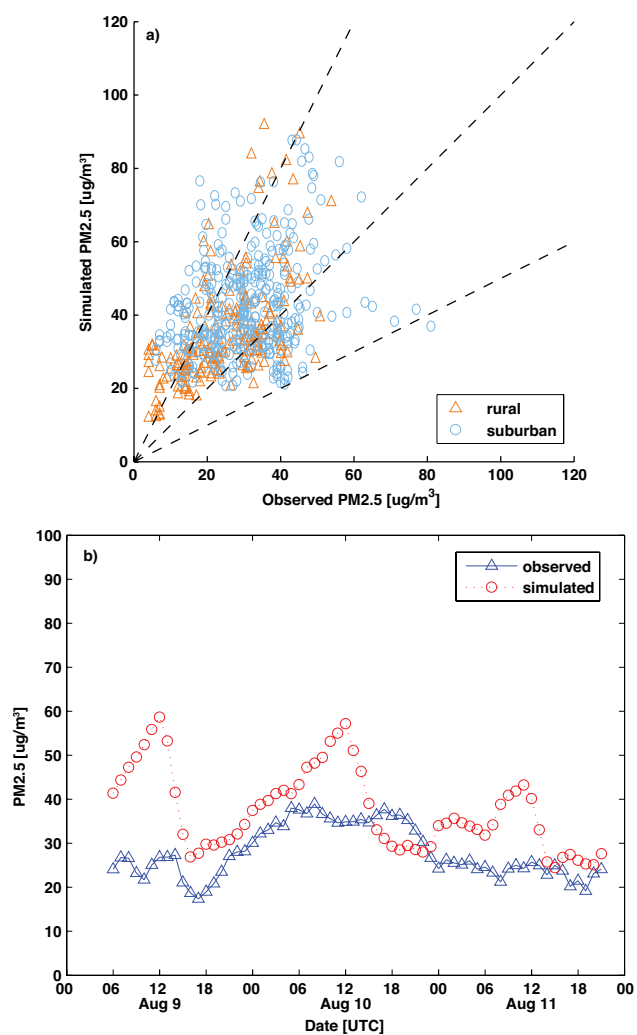 a)
120
100
80
60
40
20
0
Simulated PM2.5 [ug/m³]
rural
suburban
0 20 40 60 80 100 120
Observed PM2.5 [ug/m³]
b)
100
90
80
70
60
50
40
30
20
10
0
PM2.5 [ug/m³]
observed
simulated
00 06 12 18 00 06 12 18 00 06 12 18 00
Aug 9 Aug 10 Aug 11
Date [UTC]